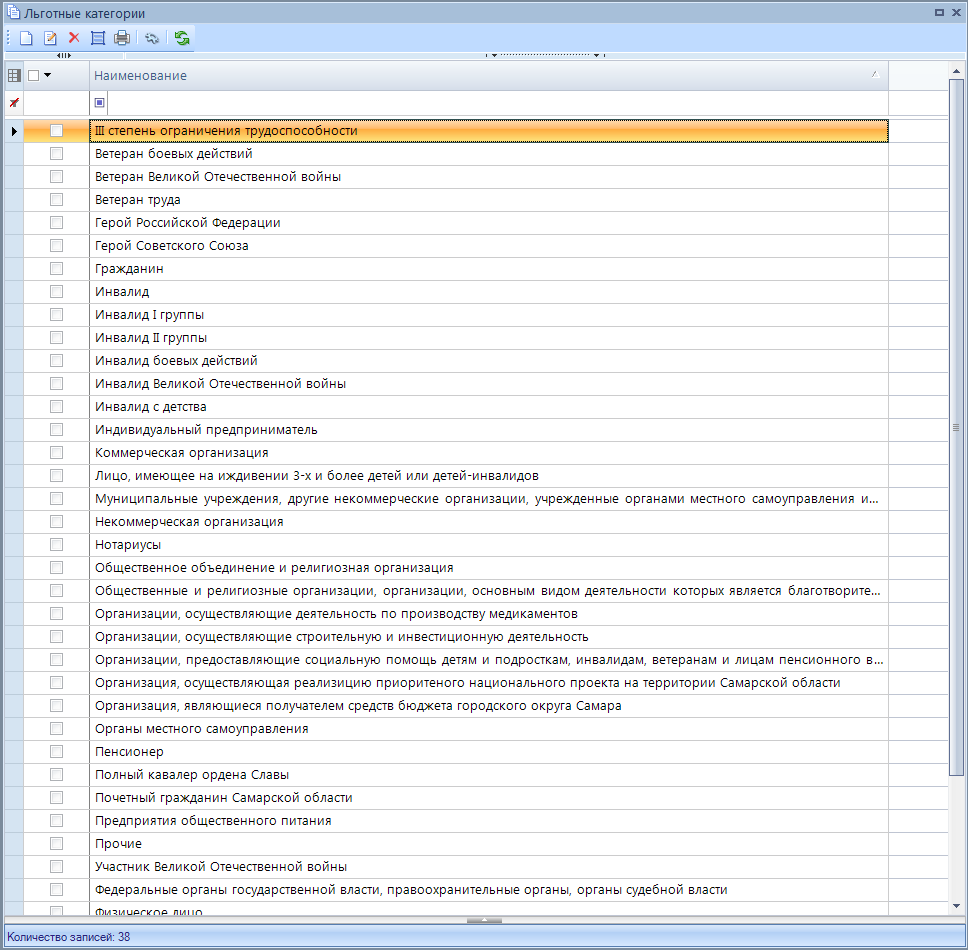 Льготные категории
Наименование
III степень ограничения трудоспособности
Ветеран боевых действий
Ветеран Великой Отечественной войны
Ветеран труда
Герой Российской Федерации
Герой Советского Союза
Гражданин
Инвалид
Инвалид I группы
Инвалид II группы
Инвалид боевых действий
Инвалид Великой Отечественной войны
Инвалид с детства
Индивидуальный предприниматель
Коммерческая организация
Лицо, имеющее на иждивении 3-х и более детей или детей-инвалидов
Муниципальные учреждения, другие некоммерческие организации, учрежденные органами местного самоуправления и...
Некоммерческая организация
Нотариусы
Общественное объединение и религиозная организация
Общественные и религиозные организации, организации, основным видом деятельности которых является благотворите...
Организации, осуществляющие деятельность по производству медикаментов
Организации, осуществляющие строительную и инвестиционную деятельность
Организации, предоставляющие социальную помощь детям и подросткам, инвалидам, ветеранам и лицам пенсионного в...
Организация, осуществляющая реализицию приоритеного национального проекта на территории Самарской области
Организация, являющиеся получателем средств бюджета городского округа Самара
Органы местного самоуправления
Пенсионер
Полный кавалер ордена Славы
Почетный гражданин Самарской области
Предприятия общественного питания
Прочие
Участник Великой Отечественной войны
Федеральные органы государственной власти, правоохранительные органы, органы судебной власти
Физическое лицо
Количество записей: 38